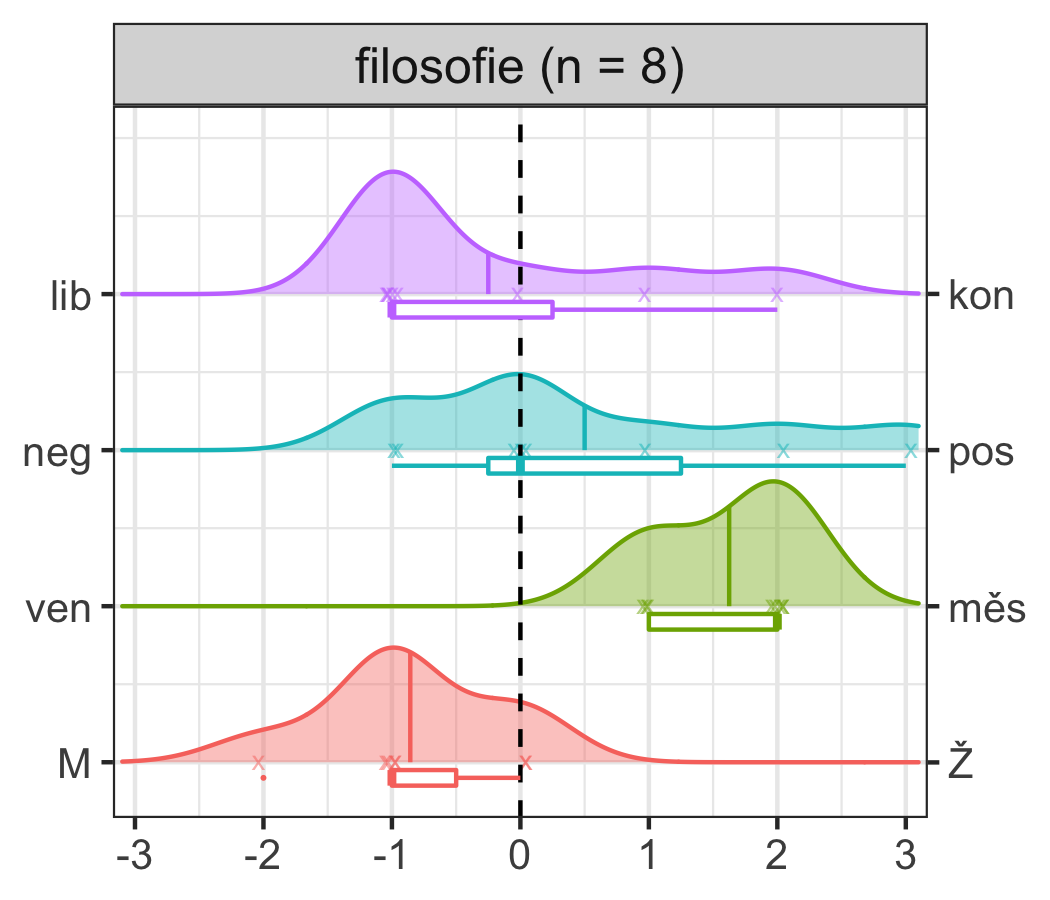 filosofie (n = 8)
lib kon
neg pos
ven měs
M Ž
-3 -2 -1 0 1 2 3